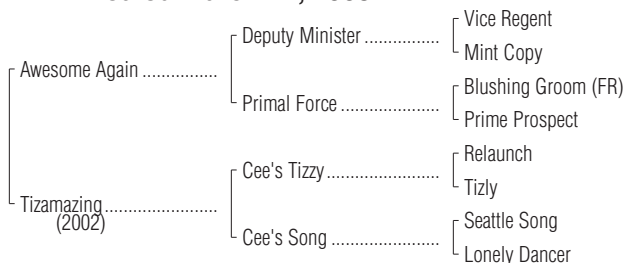 Vice Regent
Deputy Minister ................
Mint Copy
Awesome Again ................
Blushing Groom (FR)
Primal Force .....................
Prime Prospect
Relaunch
Cee's Tizzy ........................
Tizly
Tizamazing ........................
(2002)
Seattle Song
Cee's Song .......................
Lonely Dancer